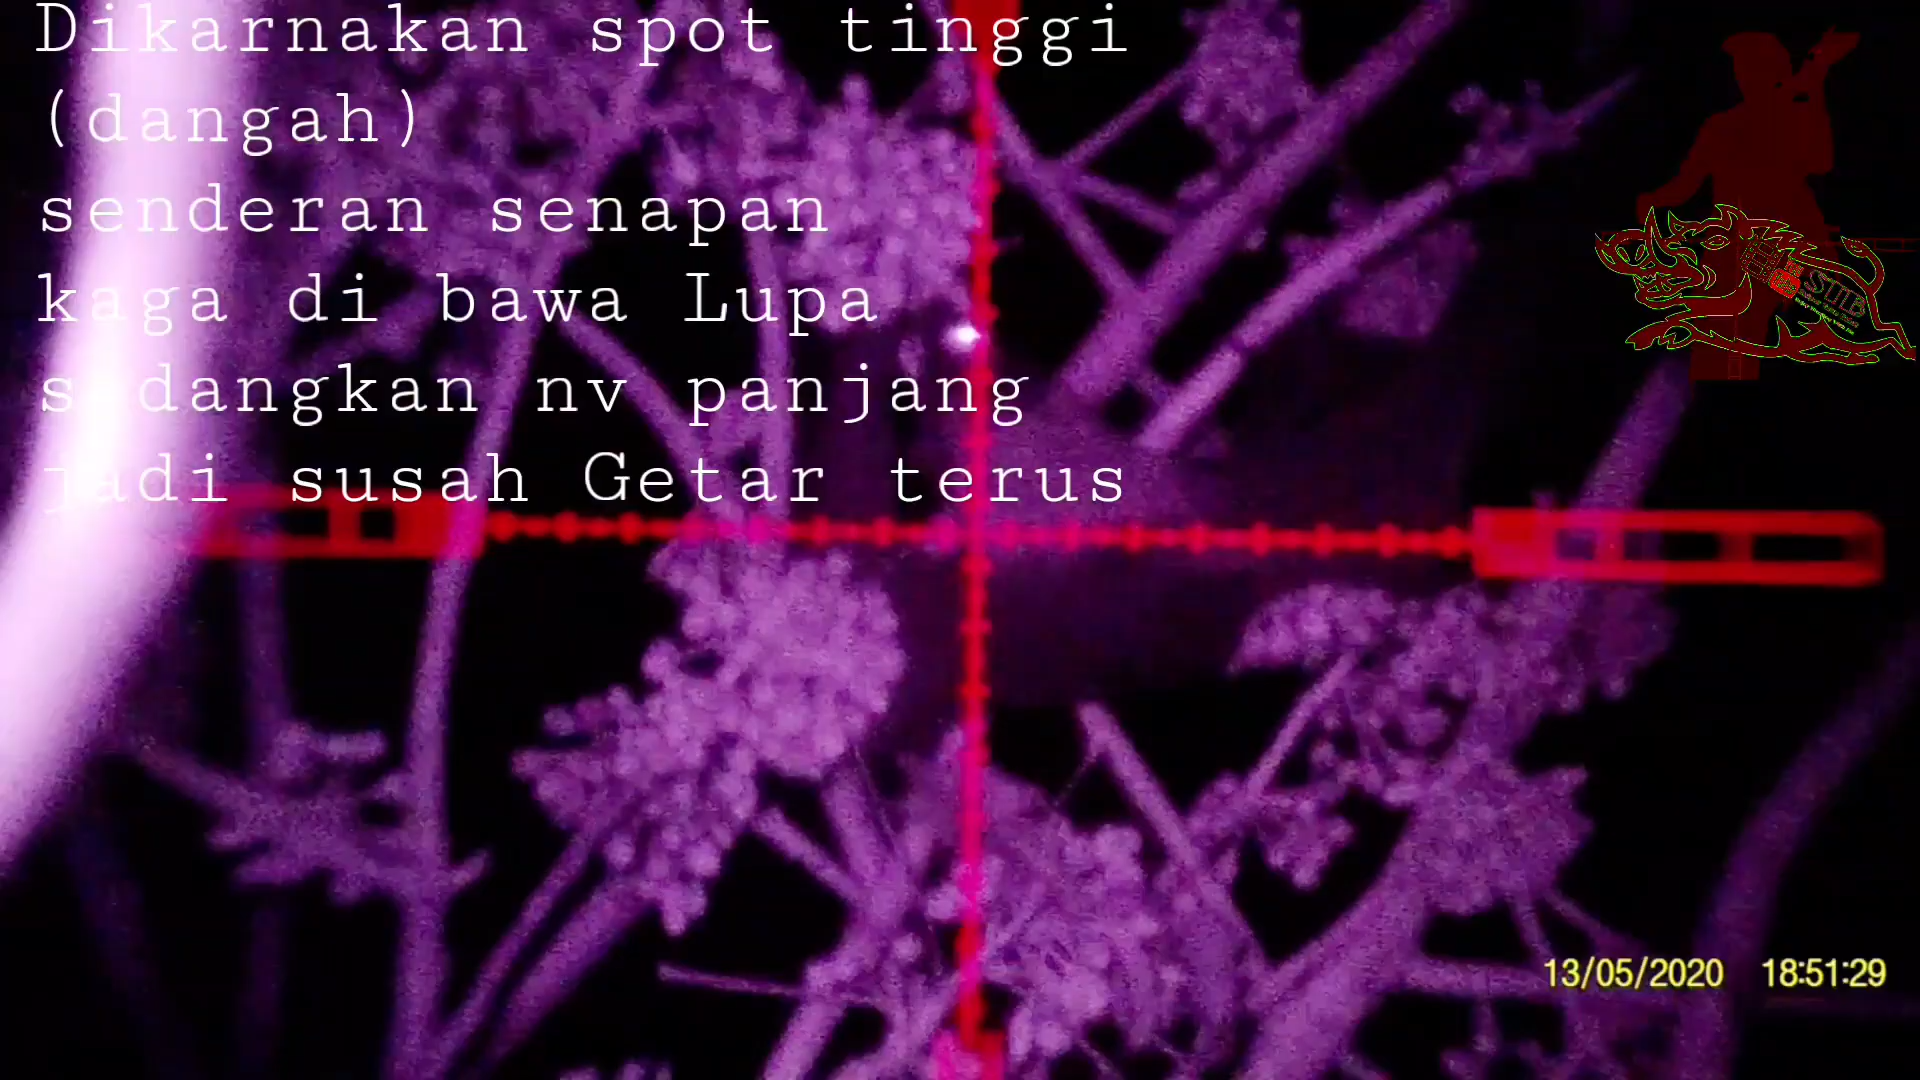 Dikarnakan spot tinggi
(dangah)
senderan senapan
kaga di bawa Lupa
sedangkan nv panjang
jadi susah Getar terus
13/05/2020 18:51:29